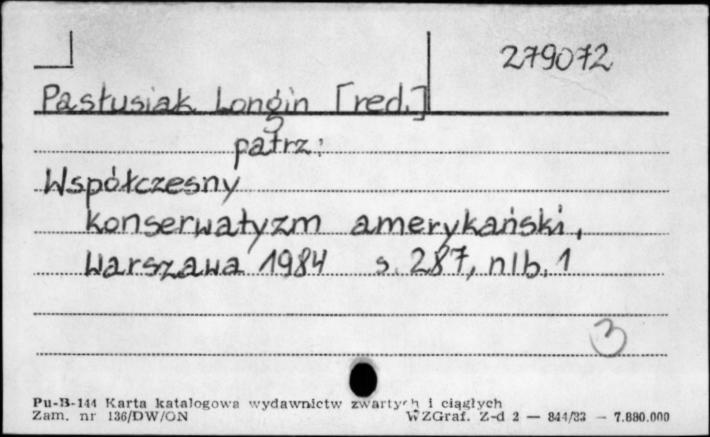 279072
Pastusiak Longin [red.]
patrz:
Współczesny
konserwatyzm amerykański,
Warszawa 1984 s. 287, nlb. 1
3
Pu-B-144 Karta katalogowa wydawnictw zwartych i ciągłych
Zam. nr 136/DW/ON WZGraf. Z-d 2 — 844/83 — 7.880.000